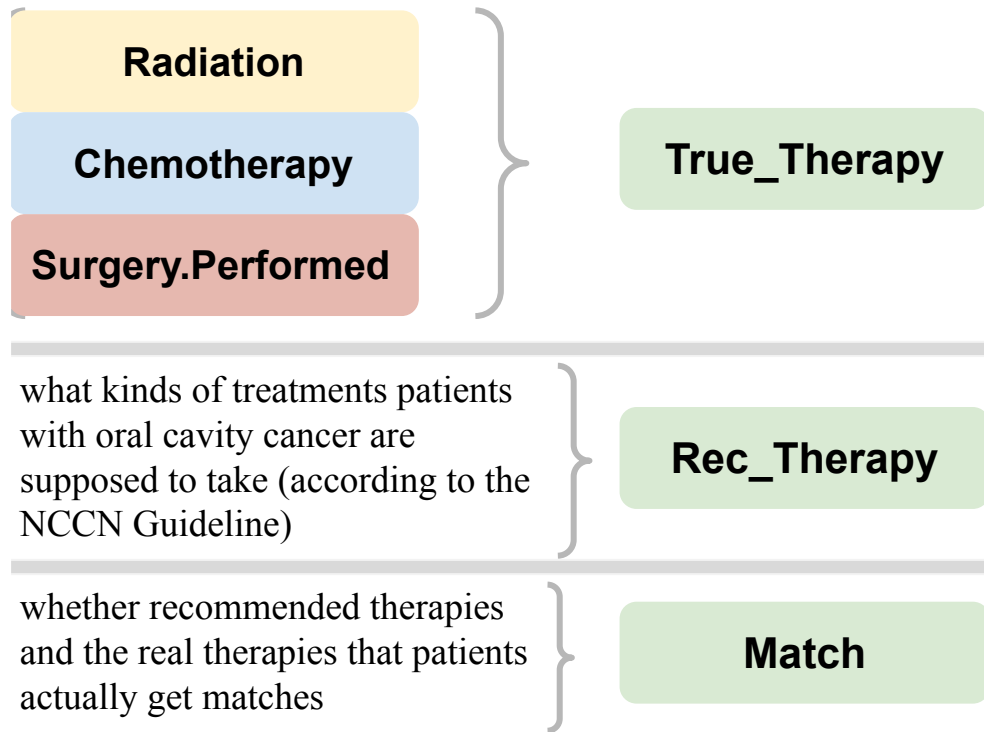 Radiation
Chemotherapy
Surgery.Performed
True_Therapy
what kinds of treatments patients
with oral cavity cancer are
supposed to take (according to the
NCCN Guideline)
Rec_Therapy
whether recommended therapies
and the real therapies that patients
actually get matches
Match